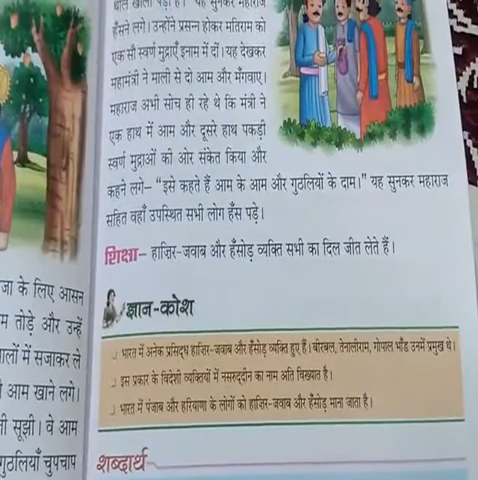 जा के लिए आसन
म तोड़े और उन्हें
ालों में सजाकर ले
आम खाने लगे।
ी सूझी। वे आम
गुठलियाँ चुपचाप
खाली पड़ी है। यह सुनकर महाराज
हँसने लगे। उन्होंने प्रसन्न होकर मतिराम को
एक सौ स्वर्ण मुद्राएँ इनाम में दीं। यह देखकर
महामंत्री ने माली से दो आम और मँगवाए।
महाराज अभी सोच ही रहे थे कि मंत्री ने
एक हाथ में आम और दूसरे हाथ पकड़ी
स्वर्ण मुद्राओं की ओर संकेत किया और
कहने लगे– “इसे कहते हैं आम के आम और गुठलियों के दाम।” यह सुनकर महाराज
सहित वहाँ उपस्थित सभी लोग हँस पड़े।
शिक्षा– हाज़िर-जवाब और हँसोड़ व्यक्ति सभी का दिल जीत लेते हैं।
ज्ञान-कोश
भारत में अनेक प्रसिद्ध हाज़िर-जवाब और हँसोड़ व्यक्ति हुए हैं। बीरबल, तेनालीराम, गोपाल भाँड उनमें प्रमुख थे।
इस प्रकार के विदेशी व्यक्तियों में नसरुद्दीन का नाम अति विख्यात है।
भारत में पंजाब और हरियाणा के लोगों को हाज़िर-जवाब और हँसोड़ माना जाता है।
शब्दार्थ